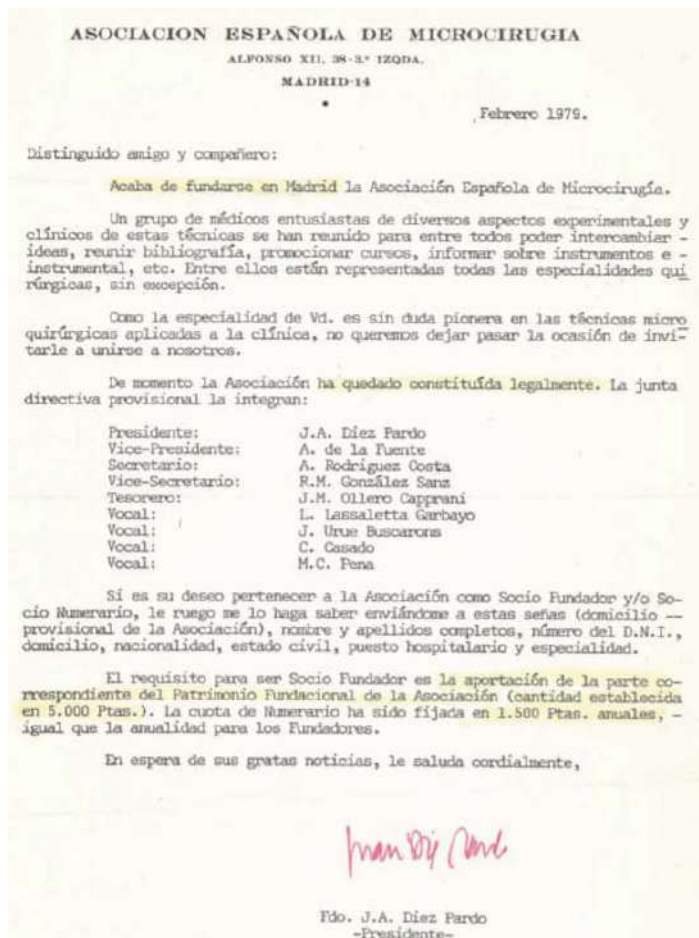 ASOCIACION ESPAÑOLA DE MICROCIRUGIA
ALFONSO XII, 38-3.º IZQDA.
MADRID-14
Febrero 1979.
Distinguido amigo y compañero:
Acaba de fundarse en Madrid la Asociación Española de Microcirugía.
Un grupo de médicos entusiastas de diversos aspectos experimentales y
clínicos de estas técnicas se han reunido para entre todos poder intercambiar -
ideas, reunir bibliografía, promocionar cursos, informar sobre instrumentos e -
instrumental, etc. Entre ellos están representadas todas las especialidades qui
rúrgicas, sin excepción.
Como la especialidad de Vd. es sin duda pionera en las técnicas micro
quirúrgicas aplicadas a la clínica, no queremos dejar pasar la ocasión de invi-
tarle a unirse a nosotros.
De momento la Asociación ha quedado constituída legalmente. La junta
directiva provisional la integran:
Presidente: J.A. Díez Pardo
Vice-Presidente: A. de la Fuente
Secretario: A. Rodríguez Costa
Vice-Secretario: R.M. González Sanz
Tesorero: J.M. Ollero Capprani
Vocal: L. Lassaletta Garbayo
Vocal: J. Urue Buscarons
Vocal: C. Casado
Vocal: M.C. Pena
Si es su deseo pertenecer a la Asociación como Socio Fundador y/o So-
cio Numerario, le ruego me lo haga saber enviándome a estas señas (domicilio --
provisional de la Asociación), nombre y apellidos completos, número del D.N.I.,
domicilio, nacionalidad, estado civil, puesto hospitalario y especialidad.
El requisito para ser Socio Fundador es la aportación de la parte co-
rrespondiente del Patrimonio Fundacional de la Asociación (cantidad establecida
en 5.000 Ptas.). La cuota de Numerario ha sido fijada en 1.500 Ptas. anuales, -
igual que la anualidad para los Fundadores.
En espera de sus gratas noticias, le saluda cordialmente,
Fdo. J.A. Díez Pardo
-Presidente-